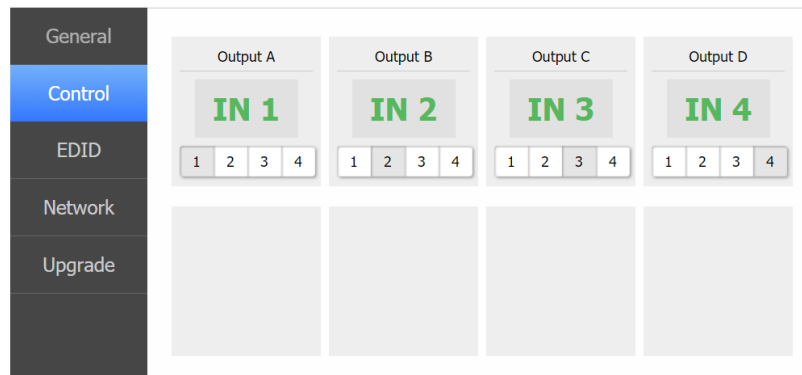 General
Control
EDID
Network
Upgrade
Output A
IN 1
1 2 3 4
Output B
IN 2
1 2 3 4
Output C
IN 3
1 2 3 4
Output D
IN 4
1 2 3 4